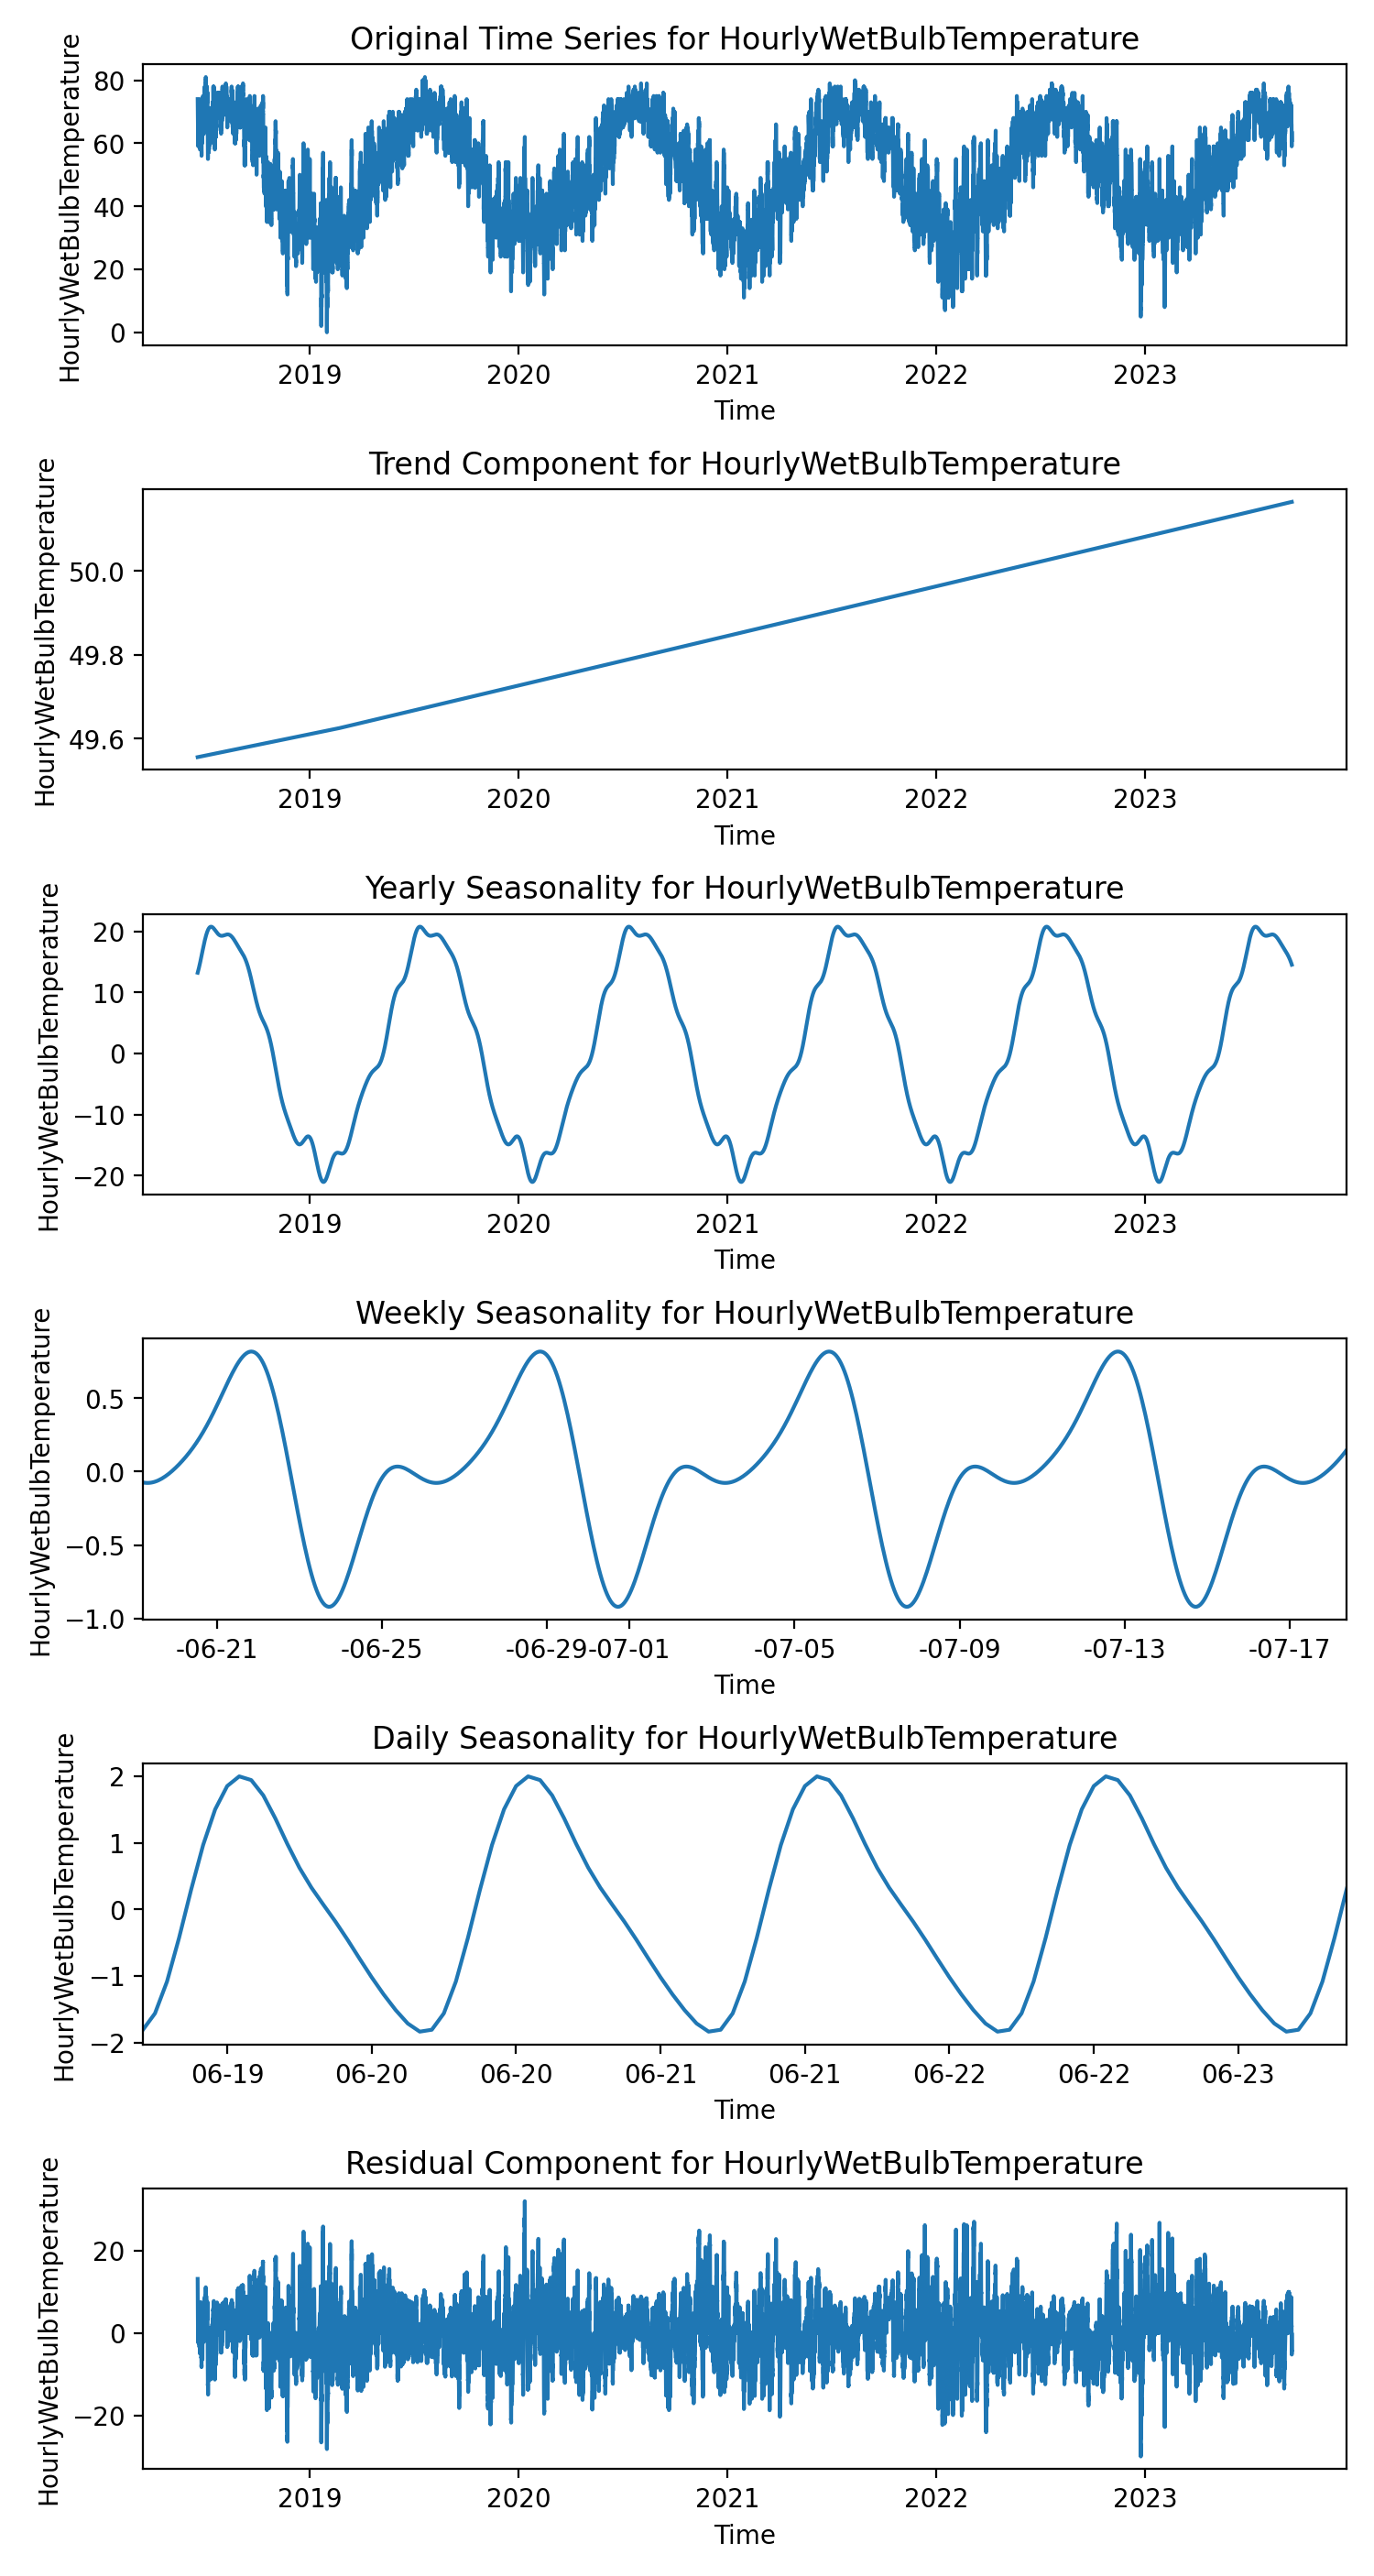 Original Time Series for HourlyWetBulbTemperature
HourlyWetBulbTemperature
80
60
40
20
0
2019 2020 2021 2022 2023
Time
Trend Component for HourlyWetBulbTemperature
HourlyWetBulbTemperature
50.0
49.8
49.6
2019 2020 2021 2022 2023
Time
Yearly Seasonality for HourlyWetBulbTemperature
HourlyWetBulbTemperature
20
10
0
−10
−20
2019 2020 2021 2022 2023
Time
Weekly Seasonality for HourlyWetBulbTemperature
HourlyWetBulbTemperature
0.5
0.0
−0.5
−1.0
-06-21 -06-25 -06-29 -07-01 -07-05 -07-09 -07-13 -07-17
Time
Daily Seasonality for HourlyWetBulbTemperature
HourlyWetBulbTemperature
2
1
0
−1
−2
06-19 06-20 06-20 06-21 06-21 06-22 06-22 06-23
Time
Residual Component for HourlyWetBulbTemperature
HourlyWetBulbTemperature
20
0
−20
2019 2020 2021 2022 2023
Time